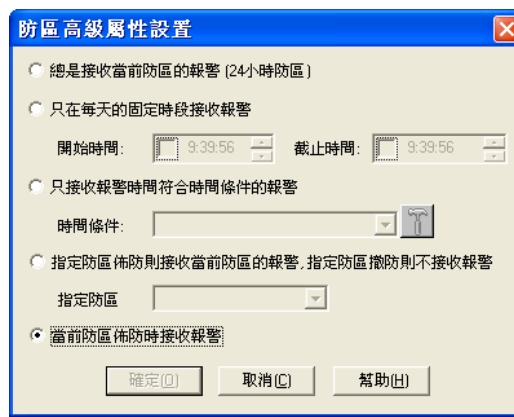 防區高級屬性設置
總是接收當前防區的報警 (24小時防區)
只在每天的固定時段接收報警
開始時間: 9:39:56 截止時間: 9:39:56
只接收報警時間符合時間條件的報警
時間條件:
指定防區佈防則接收當前防區的報警,指定防區撤防則不接收報警
指定防區
當前防區佈防時接收報警
確定(O) 取消(C) 幫助(H)